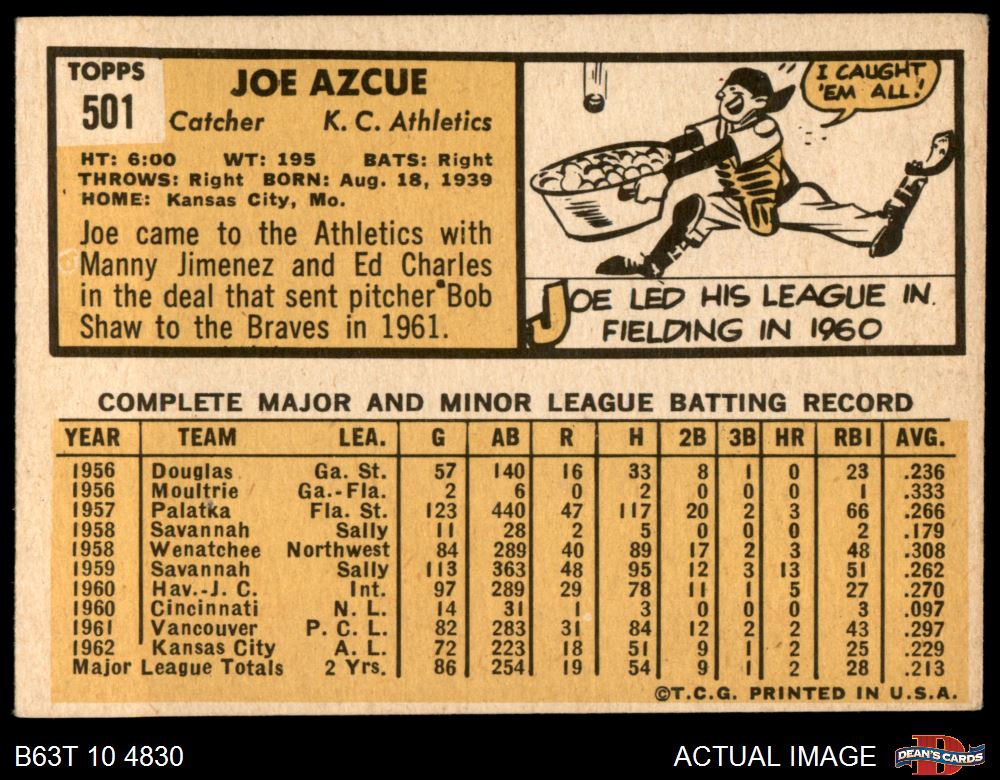 TOPPS
501
JOE AZCUE
Catcher K. C. Athletics
HT: 6:00 WT: 195 BATS: Right
THROWS: Right BORN: Aug. 18, 1939
HOME: Kansas City, Mo.
Joe came to the Athletics with
Manny Jimenez and Ed Charles
in the deal that sent pitcher Bob
Shaw to the Braves in 1961.
I CAUGHT
'EM ALL!
JOE LED HIS LEAGUE IN
FIELDING IN 1960
COMPLETE MAJOR AND MINOR LEAGUE BATTING RECORD
YEAR TEAM LEA. G AB R H 2B 3B HR RBI AVG.
1956 Douglas Ga. St. 57 140 16 33 8 1 0 23 .236
1956 Moultrie Ga.-Fla. 2 6 0 2 0 0 0 1 .333
1957 Palatka Fla. St. 123 440 47 117 20 2 3 66 .266
1958 Savannah Sally 11 28 2 5 0 0 0 2 .179
1958 Wenatchee Northwest 84 289 40 89 17 2 3 48 .308
1959 Savannah Sally 113 363 48 95 12 3 13 51 .262
1960 Hav.-J. C. Int. 97 289 29 78 11 1 5 27 .270
1960 Cincinnati N. L. 14 31 1 3 0 0 0 3 .097
1961 Vancouver P. C. L. 82 283 31 84 12 2 2 43 .297
1962 Kansas City A. L. 72 223 18 51 9 1 2 25 .229
Major League Totals 2 Yrs. 86 254 19 54 9 1 2 28 .213
©T.C.G. PRINTED IN U.S.A.
B63T 10 4830 ACTUAL IMAGE DEAN'S CARDS